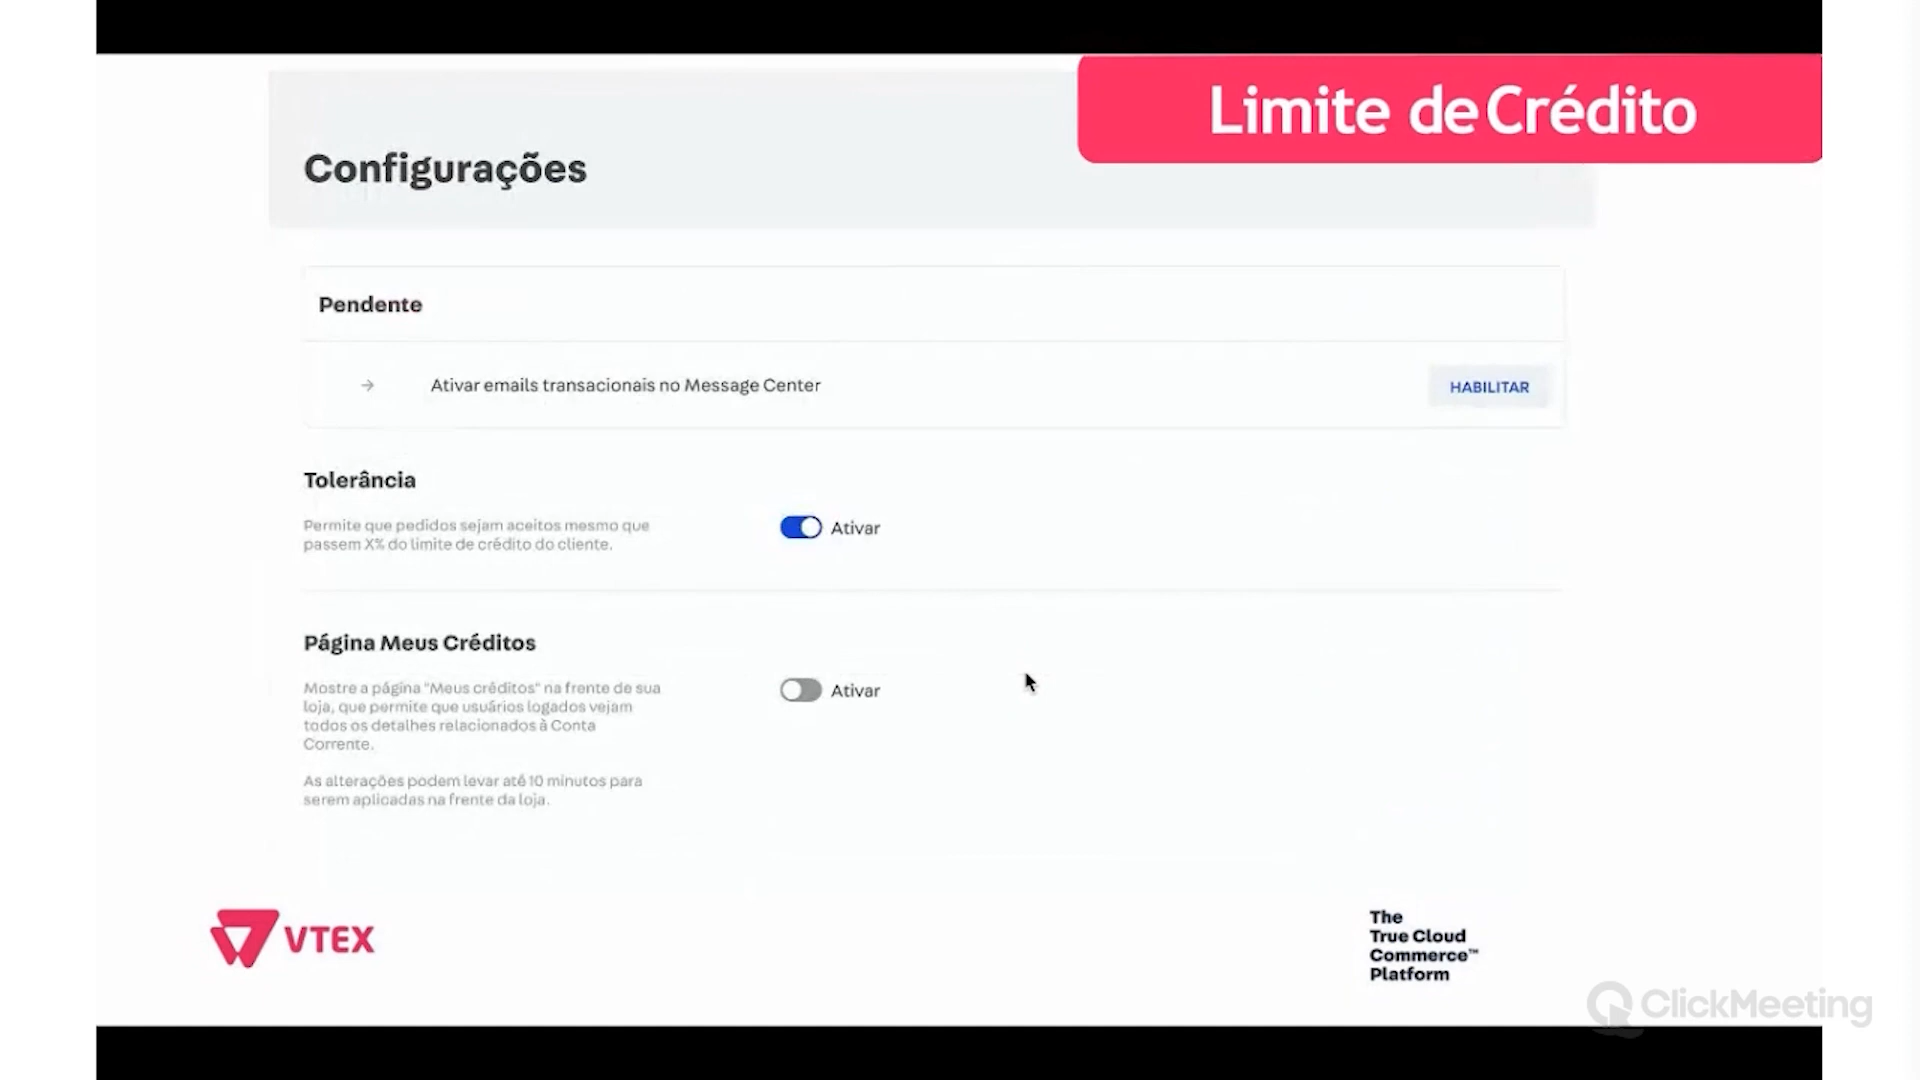 Limite de Crédito
Configurações
Pendente
→ Ativar emails transacionais no Message Center
HABILITAR
Tolerância
Permite que pedidos sejam aceitos mesmo que
passem X% do limite de crédito do cliente.
Ativar
Página Meus Créditos
Mostre a página "Meus créditos" na frente de sua
loja, que permite que usuários logados vejam
todos os detalhes relacionados à Conta
Corrente.
As alterações podem levar até 10 minutos para
serem aplicadas na frente da loja.
Ativar
VTEX
The
True Cloud
Commerce™
Platform
ClickMeeting